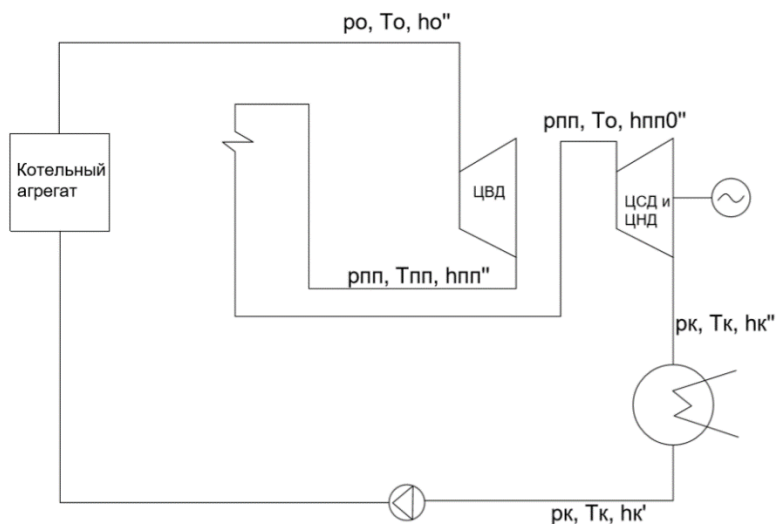 pо, Tо, hо"
pпп, Tо, hпп0"
Котельный
агрегат
ЦВД
ЦСД и
ЦНД
pпп, Tпп, hпп"
pк, Tк, hк"
pк, Tк, hк'